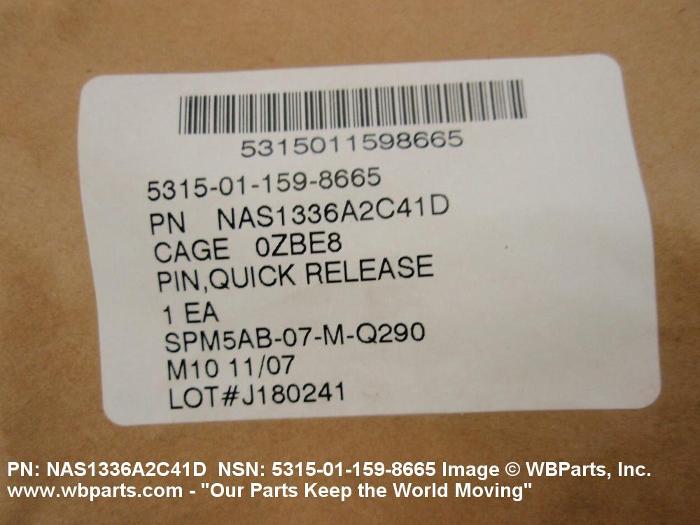 5315011598665
5315-01-159-8665
PN NAS1336A2C41D
CAGE 0ZBE8
PIN,QUICK RELEASE
1 EA
SPM5AB-07-M-Q290
M10 11/07
LOT#J180241
PN: NAS1336A2C41D NSN: 5315-01-159-8665 Image © WBParts, Inc.
www.wbparts.com - "Our Parts Keep the World Moving"